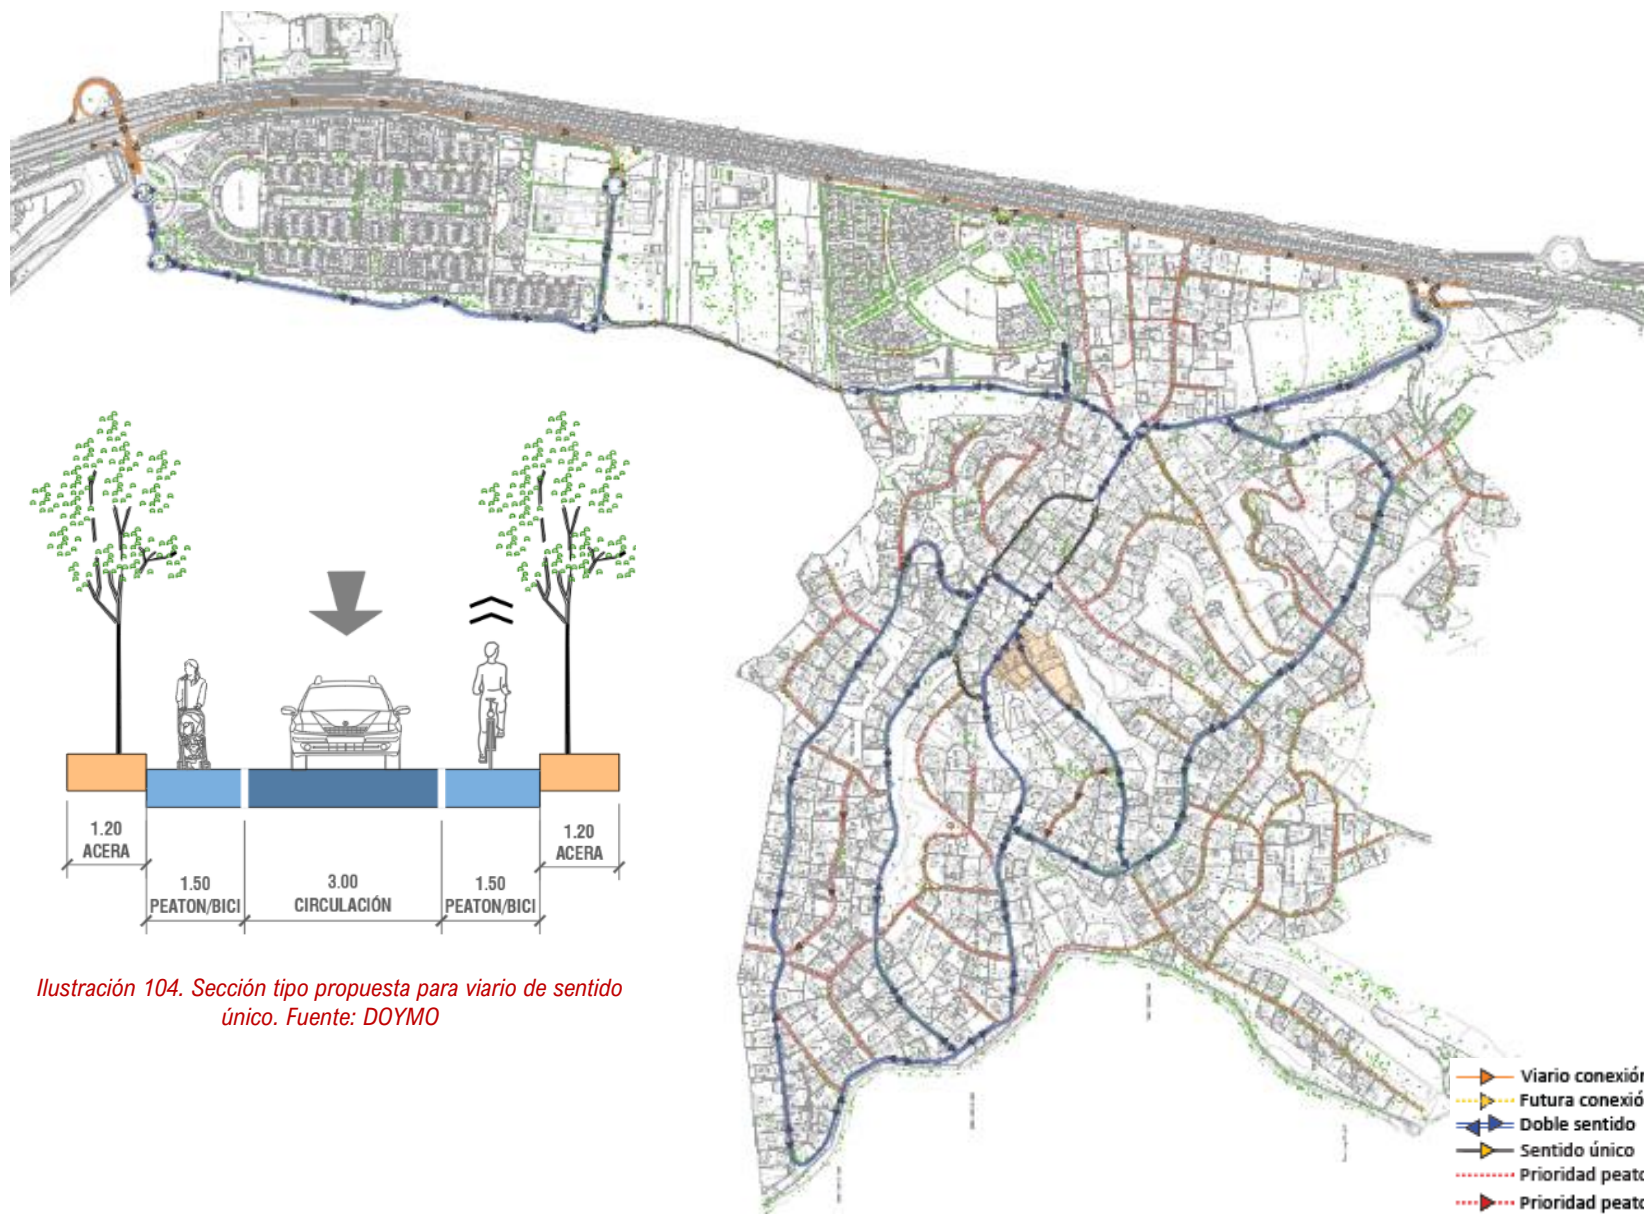 1.20
ACERA
1.50
PEATON/BICI
3.00
CIRCULACIÓN
1.50
PEATON/BICI
1.20
ACERA
Ilustración 104. Sección tipo propuesta para viario de sentido
único. Fuente: DOYMO
Viario conexión
Futura conexió
Doble sentido
Sentido único
Prioridad peato
Prioridad peato